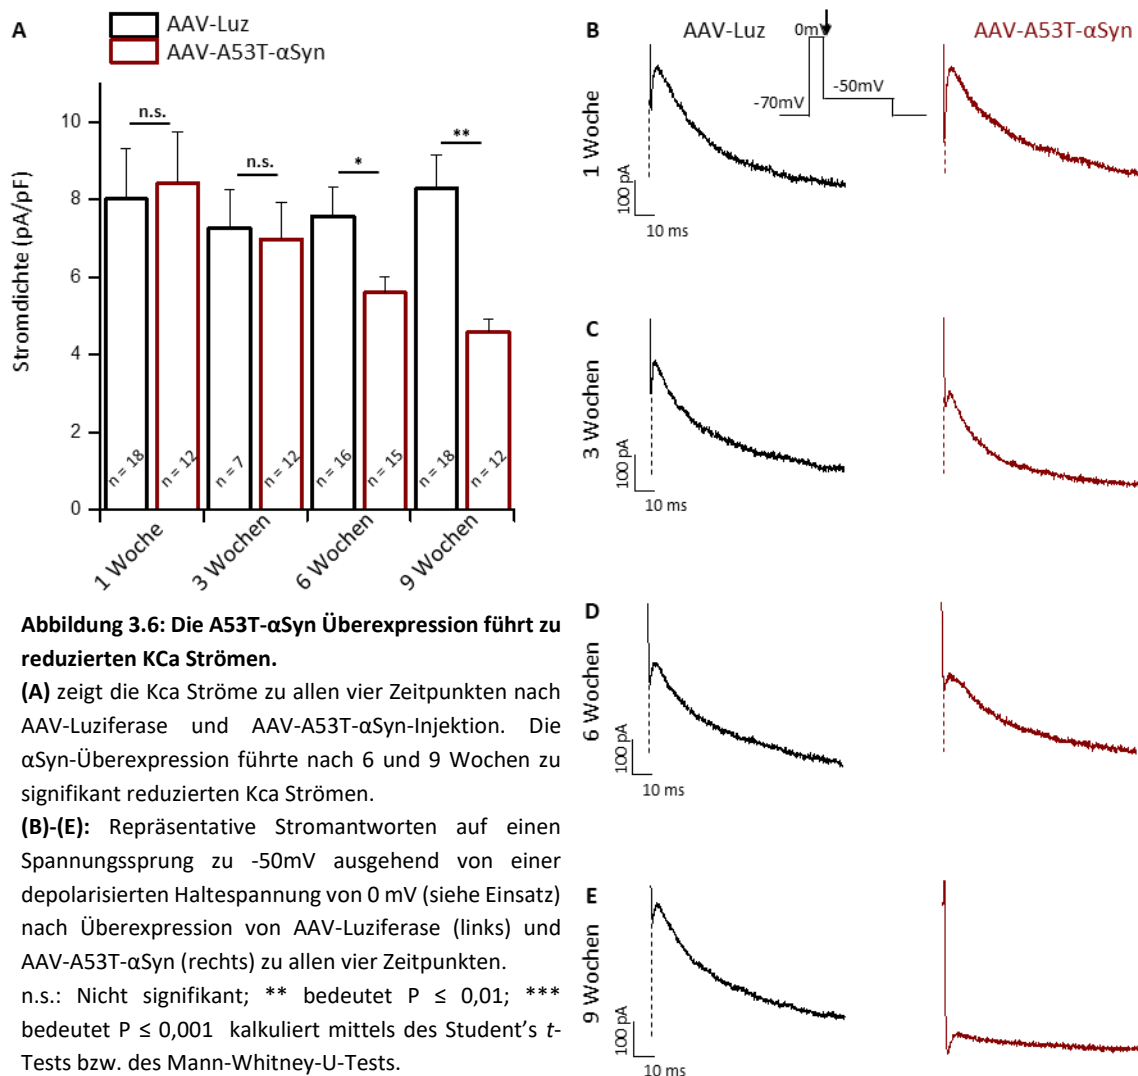 A
AAV-Luz
AAV-A53T-αSyn
Stromdichte (pA/pF)
10
8
6
4
2
0
n.s.
n.s.
*
**
n = 18
n = 12
n = 7
n = 12
n = 16
n = 15
n = 18
n = 12
1 Woche
3 Wochen
6 Wochen
9 Wochen
Abbildung 3.6: Die A53T-αSyn Überexpression führt zu
reduzierten KCa Strömen.
(A) zeigt die Kca Ströme zu allen vier Zeitpunkten nach
AAV-Luziferase und AAV-A53T-αSyn-Injektion. Die
αSyn-Überexpression führte nach 6 und 9 Wochen zu
signifikant reduzierten Kca Strömen.
(B)-(E): Repräsentative Stromantworten auf einen
Spannungssprung zu -50mV ausgehend von einer
depolarisierten Haltespannung von 0 mV (siehe Einsatz)
nach Überexpression von AAV-Luziferase (links) und
AAV-A53T-αSyn (rechts) zu allen vier Zeitpunkten.
n.s.: Nicht signifikant; ** bedeutet P ≤ 0,01; ***
bedeutet P ≤ 0,001 kalkuliert mittels des Student’s t-
Tests bzw. des Mann-Whitney-U-Tests.
B
AAV-Luz
AAV-A53T-αSyn
0mV
-50mV
-70mV
1 Woche
100 pA
10 ms
C
3 Wochen
100 pA
10 ms
D
6 Wochen
100 pA
10 ms
E
9 Wochen
100 pA
10 ms